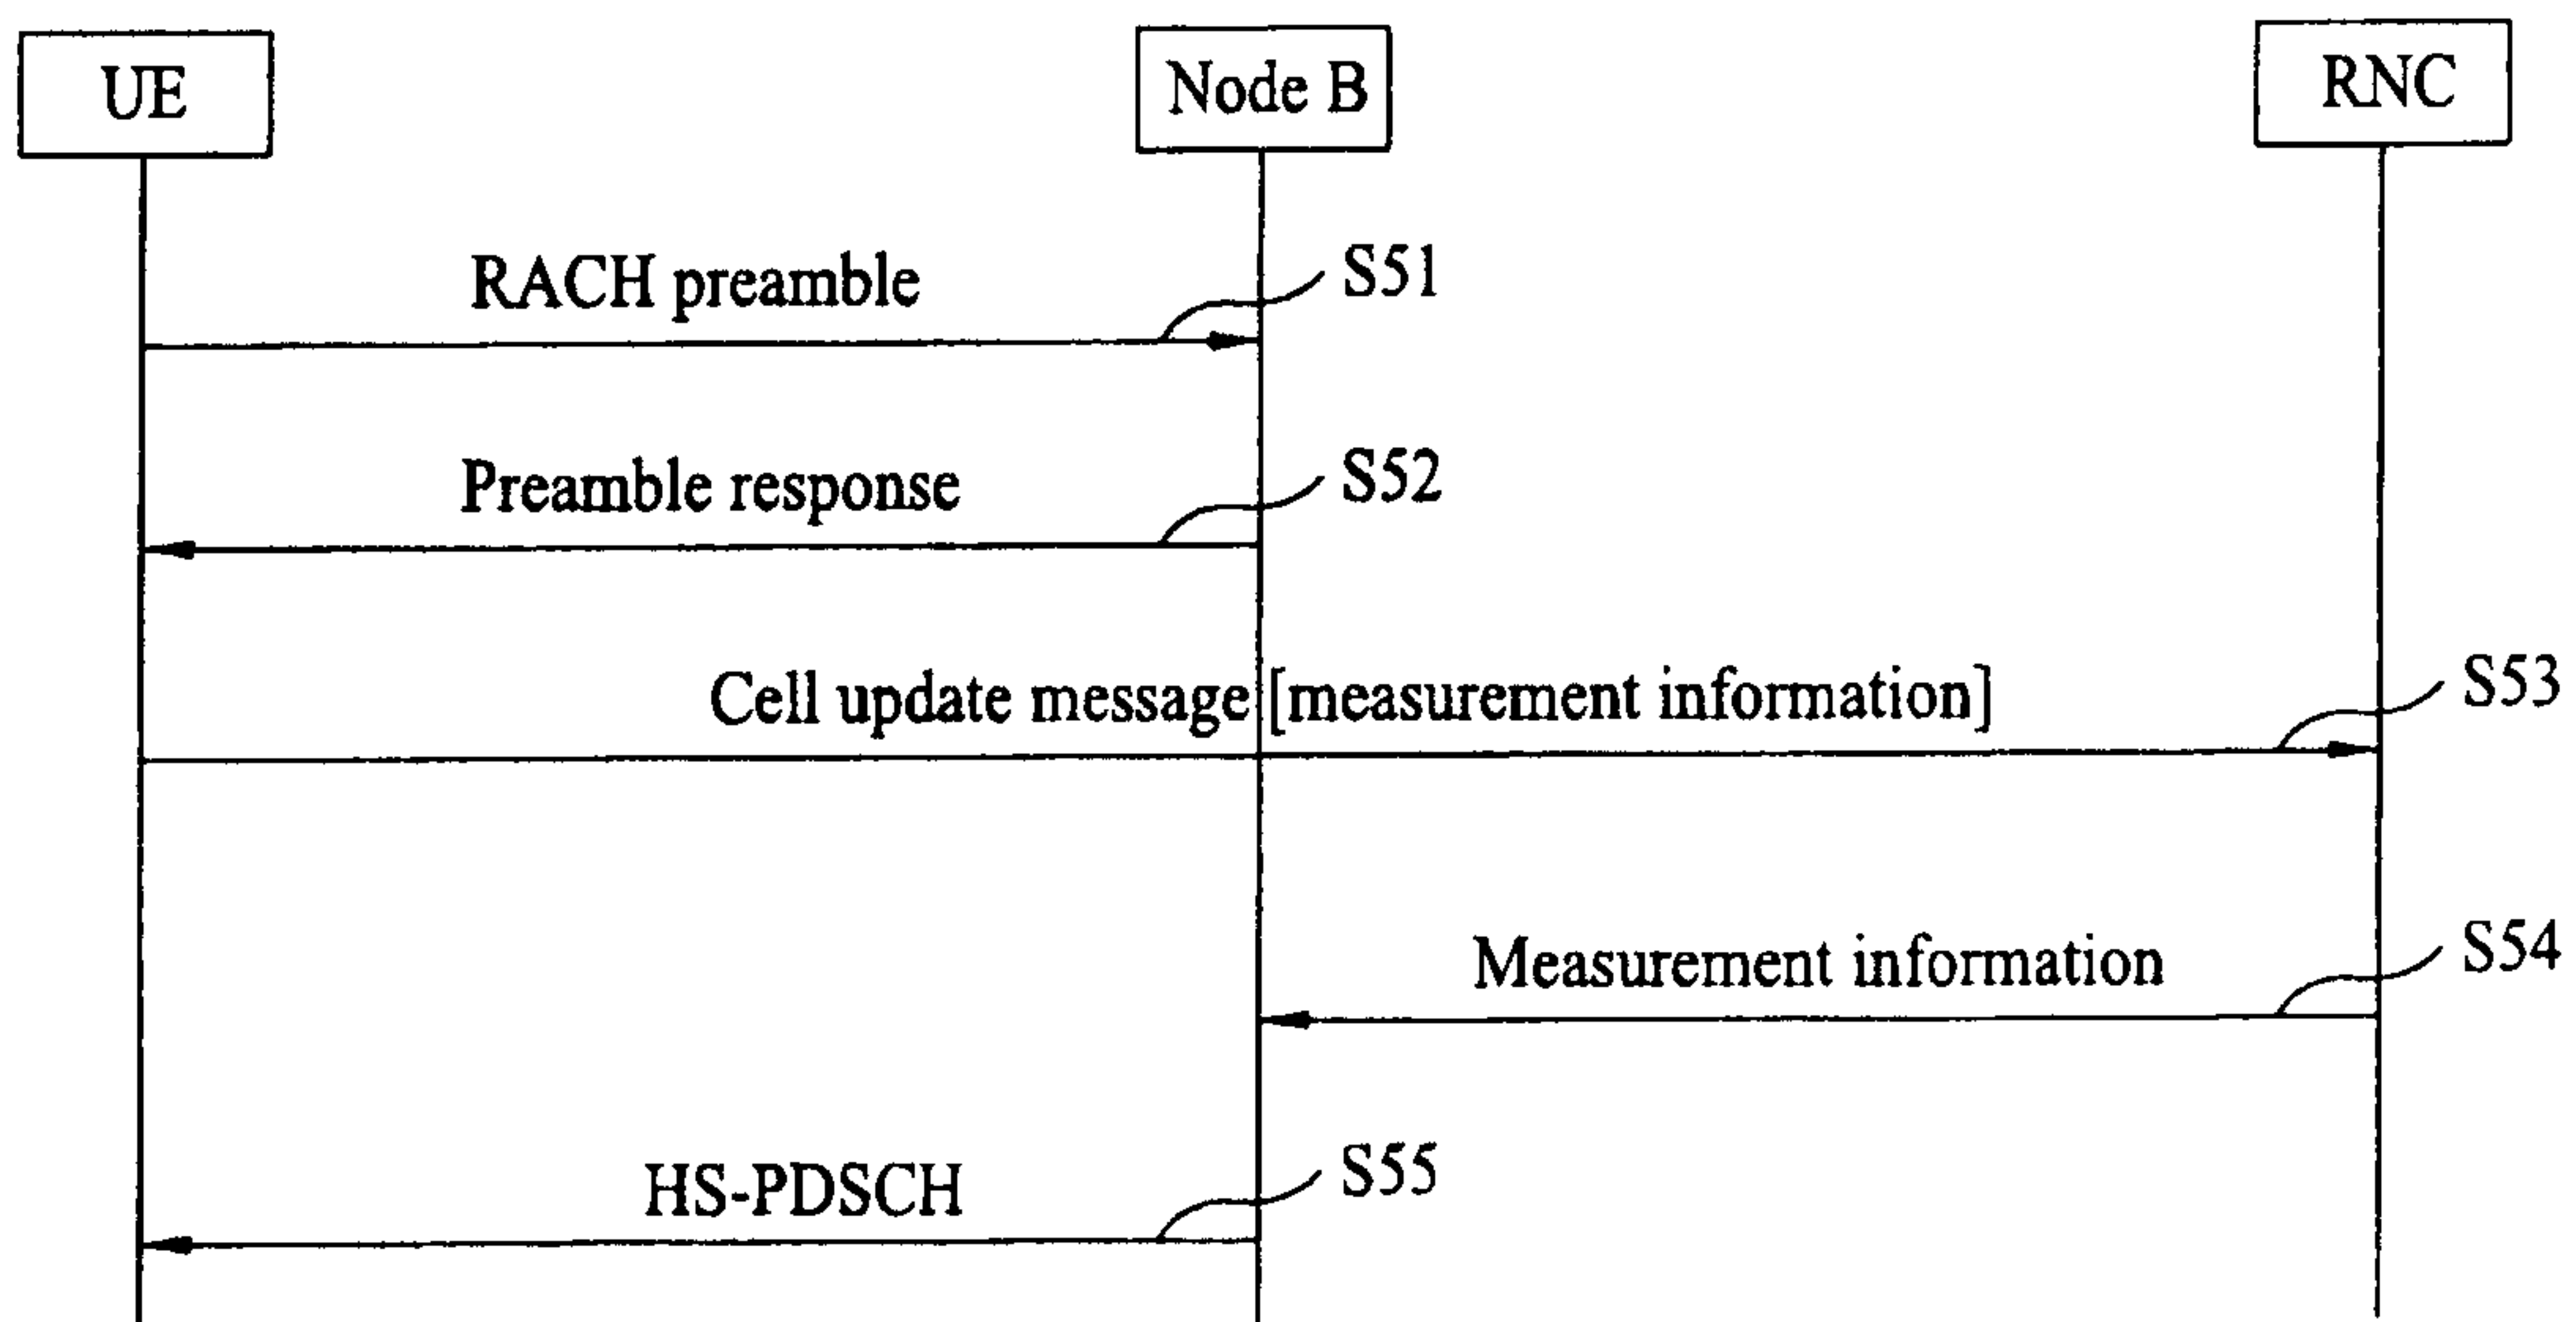 UE
Node B
RNC
RACH preamble
S51
Preamble response
S52
Cell update message [measurement information]
S53
Measurement information
S54
HS-PDSCH
S55